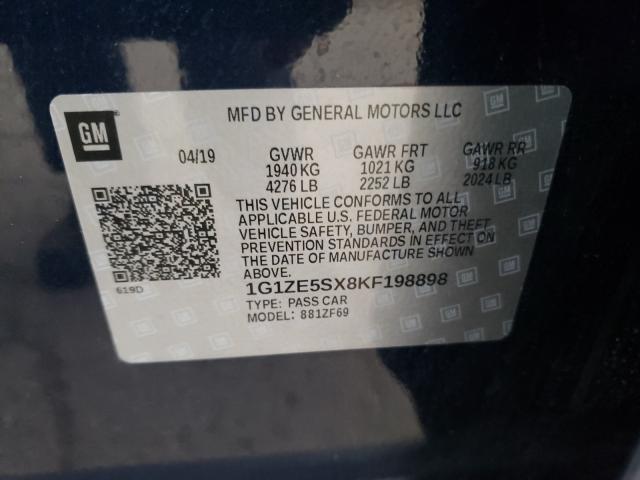 MFD BY GENERAL MOTORS LLC
GM
04/19 GVWR GAWR FRT GAWR RR
1940 KG 1021 KG 918 KG
4276 LB 2252 LB 2024 LB
THIS VEHICLE CONFORMS TO ALL
APPLICABLE U.S. FEDERAL MOTOR
VEHICLE SAFETY, BUMPER, AND THEFT
PREVENTION STANDARDS IN EFFECT ON
THE DATE OF MANUFACTURE SHOWN
ABOVE.
619D
1G1ZE5SX8KF198898
TYPE: PASS CAR
MODEL: 881ZF69